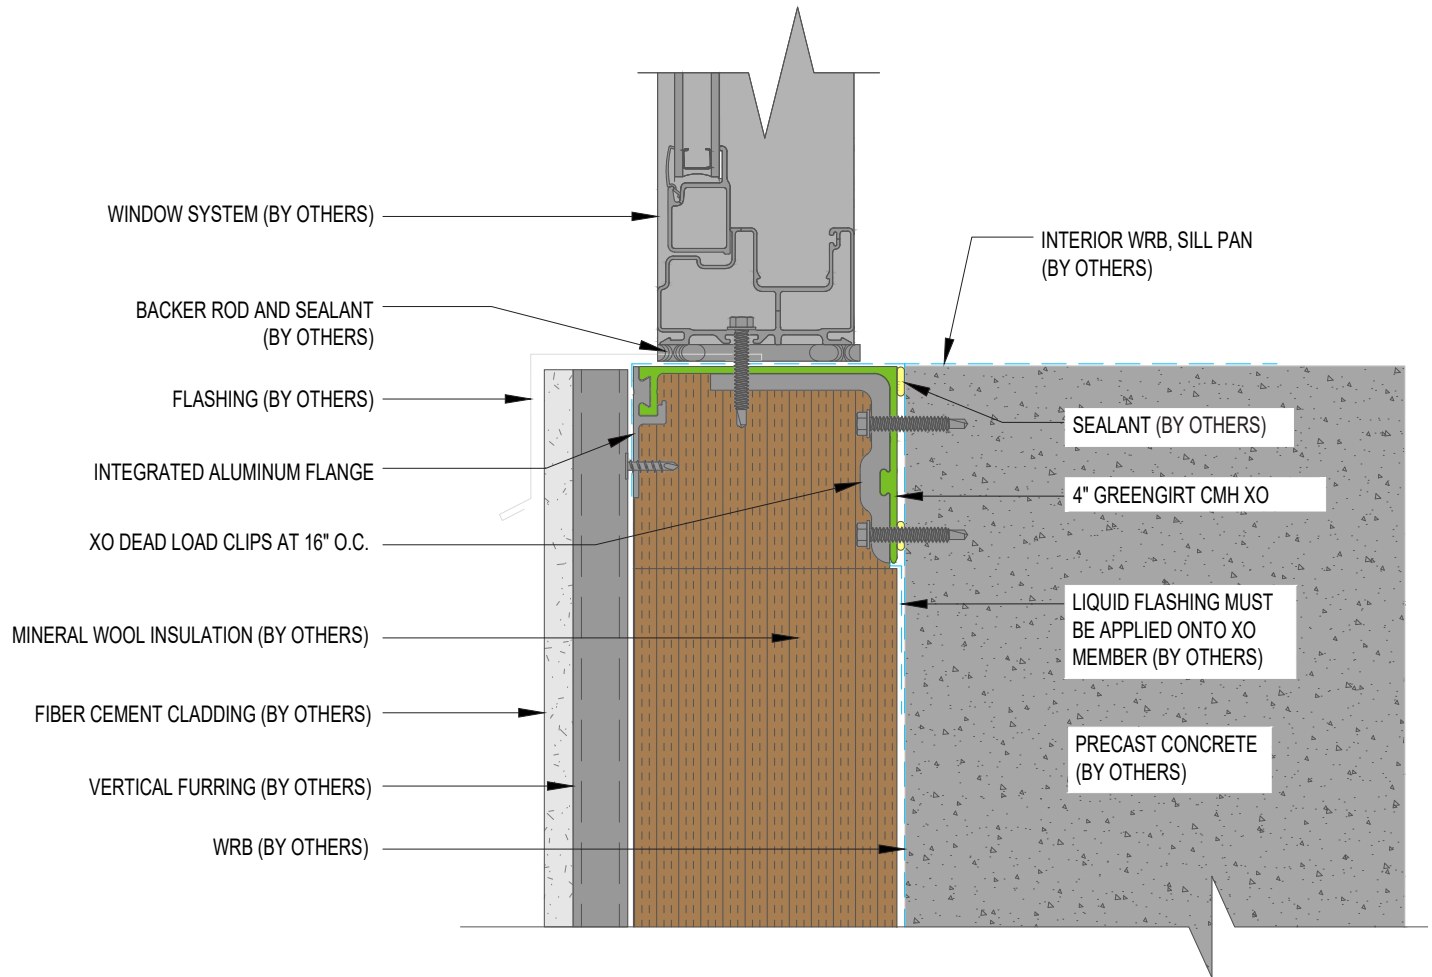 WINDOW SYSTEM (BY OTHERS)
BACKER ROD AND SEALANT
(BY OTHERS)
FLASHING (BY OTHERS)
INTEGRATED ALUMINUM FLANGE
XO DEAD LOAD CLIPS AT 16" O.C.
MINERAL WOOL INSULATION (BY OTHERS)
FIBER CEMENT CLADDING (BY OTHERS)
VERTICAL FURRING (BY OTHERS)
WRB (BY OTHERS)
INTERIOR WRB, SILL PAN
(BY OTHERS)
SEALANT (BY OTHERS)
4" GREENGIRT CMH XO
LIQUID FLASHING MUST
BE APPLIED ONTO XO
MEMBER (BY OTHERS)
PRECAST CONCRETE
(BY OTHERS)